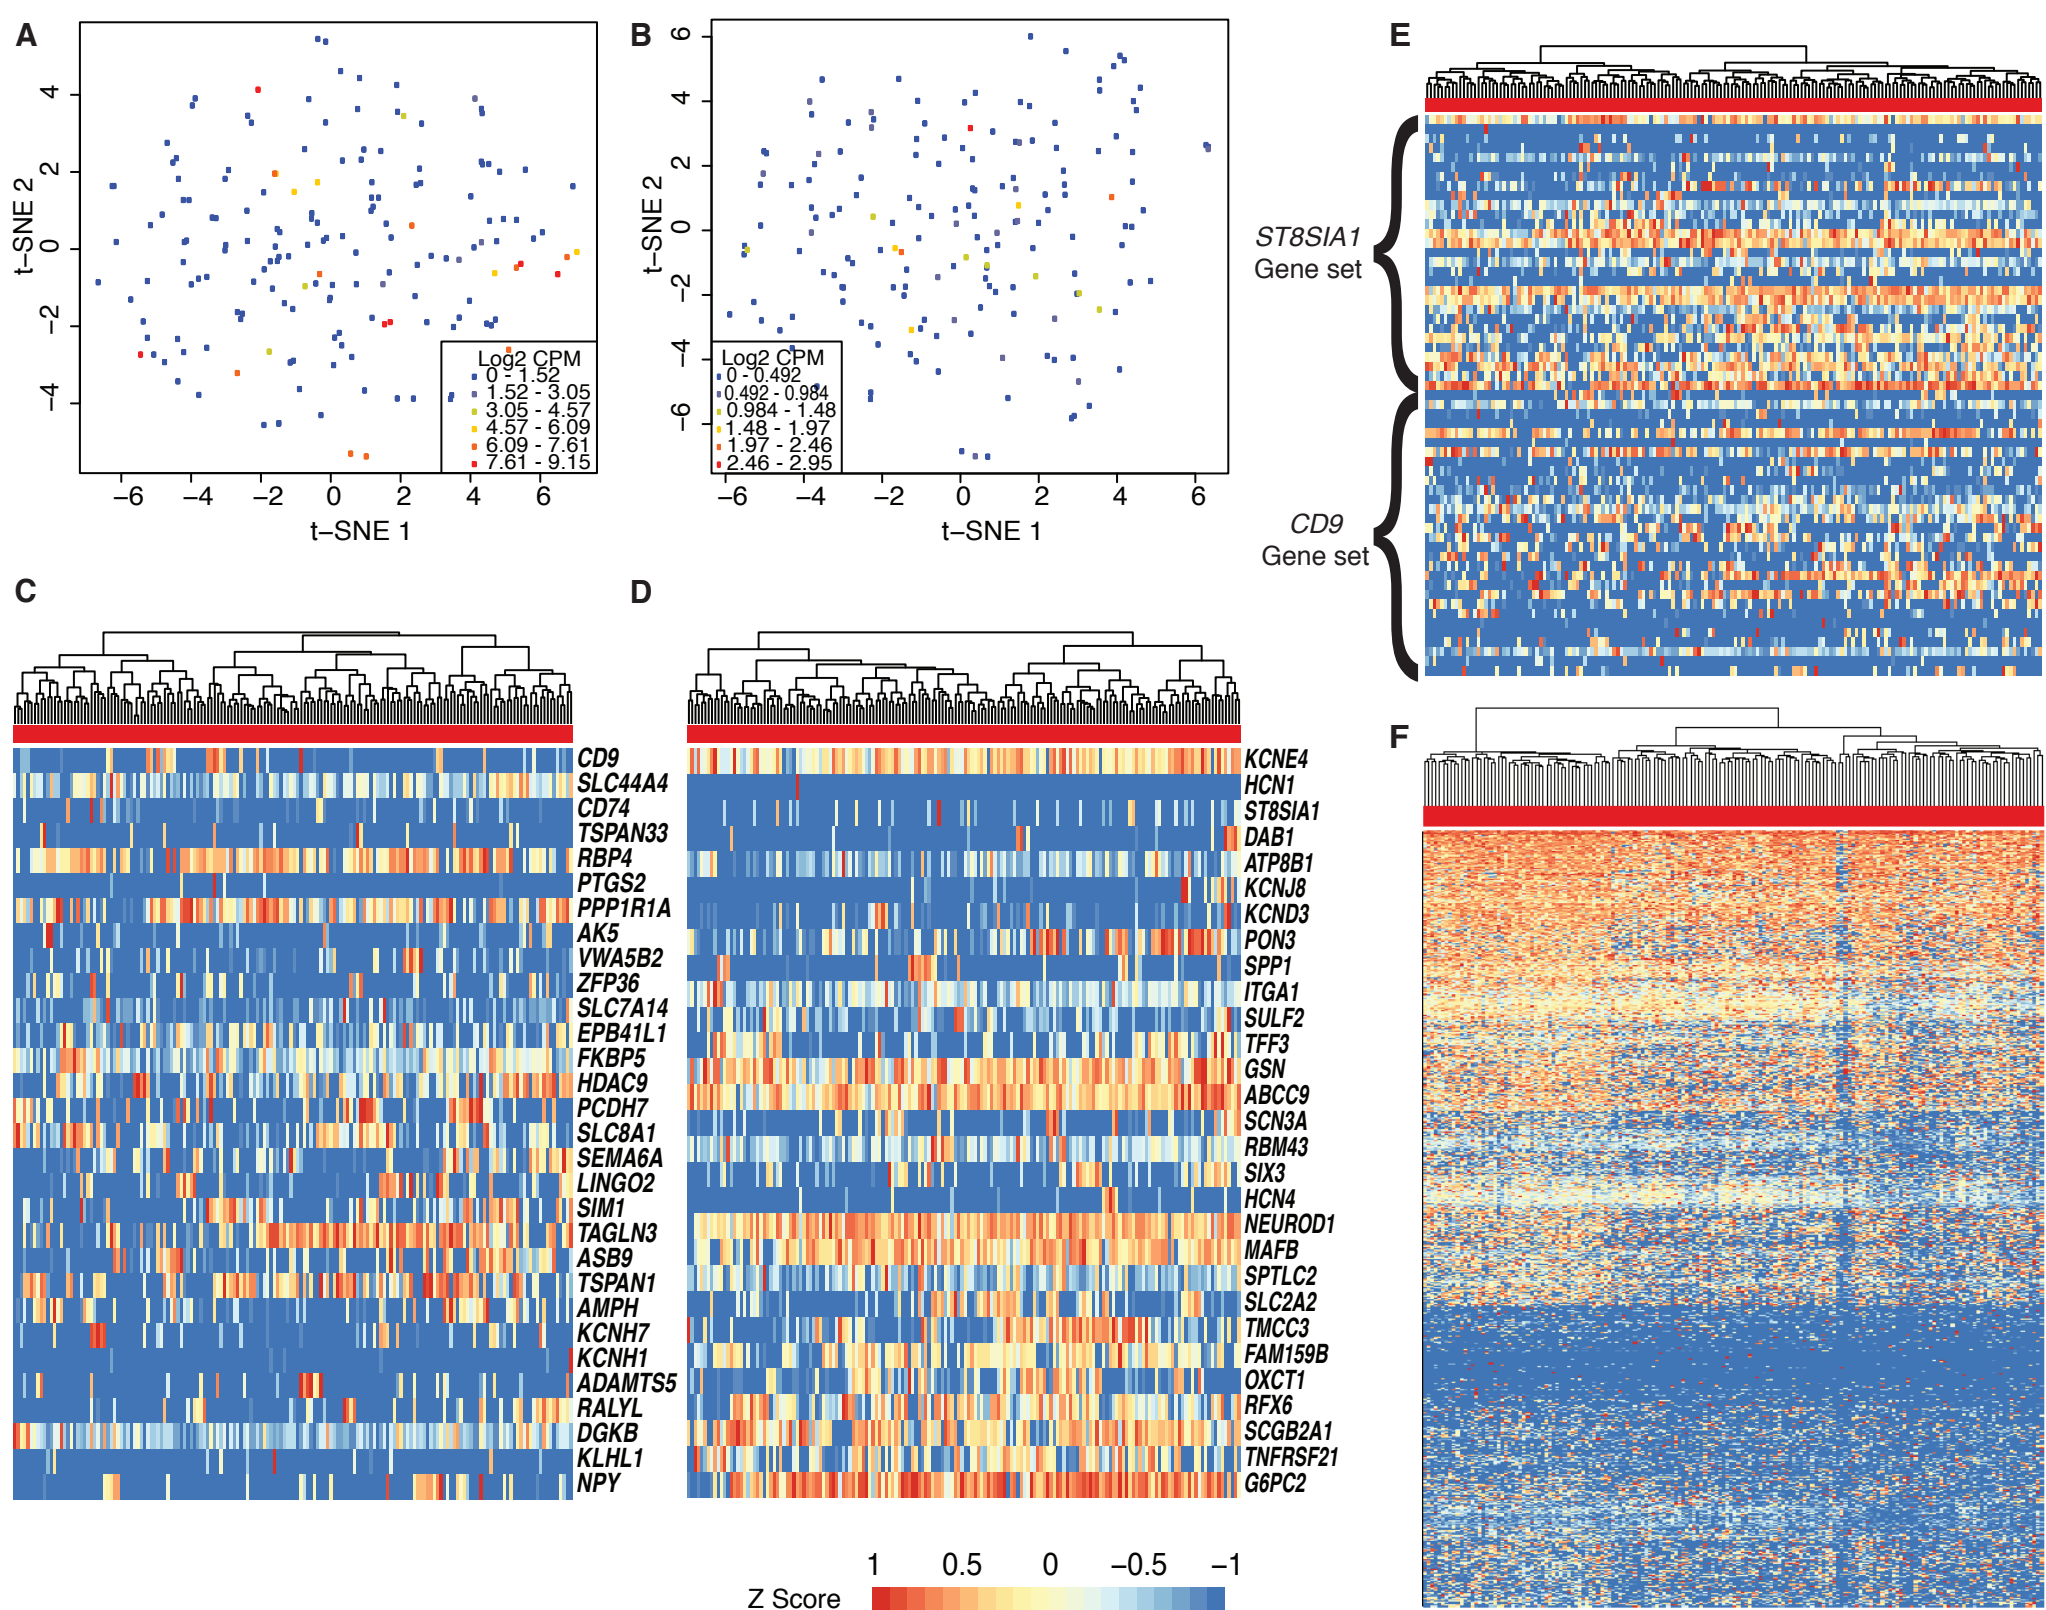 A
t−SNE 2
4
2
0
−2
−4
−6
−4
−2
0
2
4
6
t−SNE 1
Log2 CPM
0 - 1.52
1.52 - 3.05
3.05 - 4.57
4.57 - 6.09
6.09 - 7.61
7.61 - 9.15
B
t−SNE 2
6
4
2
0
−2
−4
−6
−6
−4
−2
0
2
4
6
t−SNE 1
Log2 CPM
0 - 0.492
0.492 - 0.984
0.984 - 1.48
1.48 - 1.97
1.97 - 2.46
2.46 - 2.95
E
ST8SIA1
Gene set
CD9
Gene set
C
CD9
SLC44A4
CD74
TSPAN33
RBP4
PTGS2
PPP1R1A
AK5
VWA5B2
ZFP36
SLC7A14
EPB41L1
FKBP5
HDAC9
PCDH7
SLC8A1
SEMA6A
LINGO2
SIM1
TAGLN3
ASB9
TSPAN1
AMPH
KCNH7
KCNH1
ADAMTS5
RALYL
DGKB
KLHL1
NPY
D
KCNE4
HCN1
ST8SIA1
DAB1
ATP8B1
KCNJ8
KCND3
PON3
SPP1
ITGA1
SULF2
TFF3
GSN
ABCC9
SCN3A
RBM43
SIX3
HCN4
NEUROD1
MAFB
SPTLC2
SLC2A2
TMCC3
FAM159B
OXCT1
RFX6
SCGB2A1
TNFRSF21
G6PC2
F
1 0.5 0 −0.5 −1
Z Score